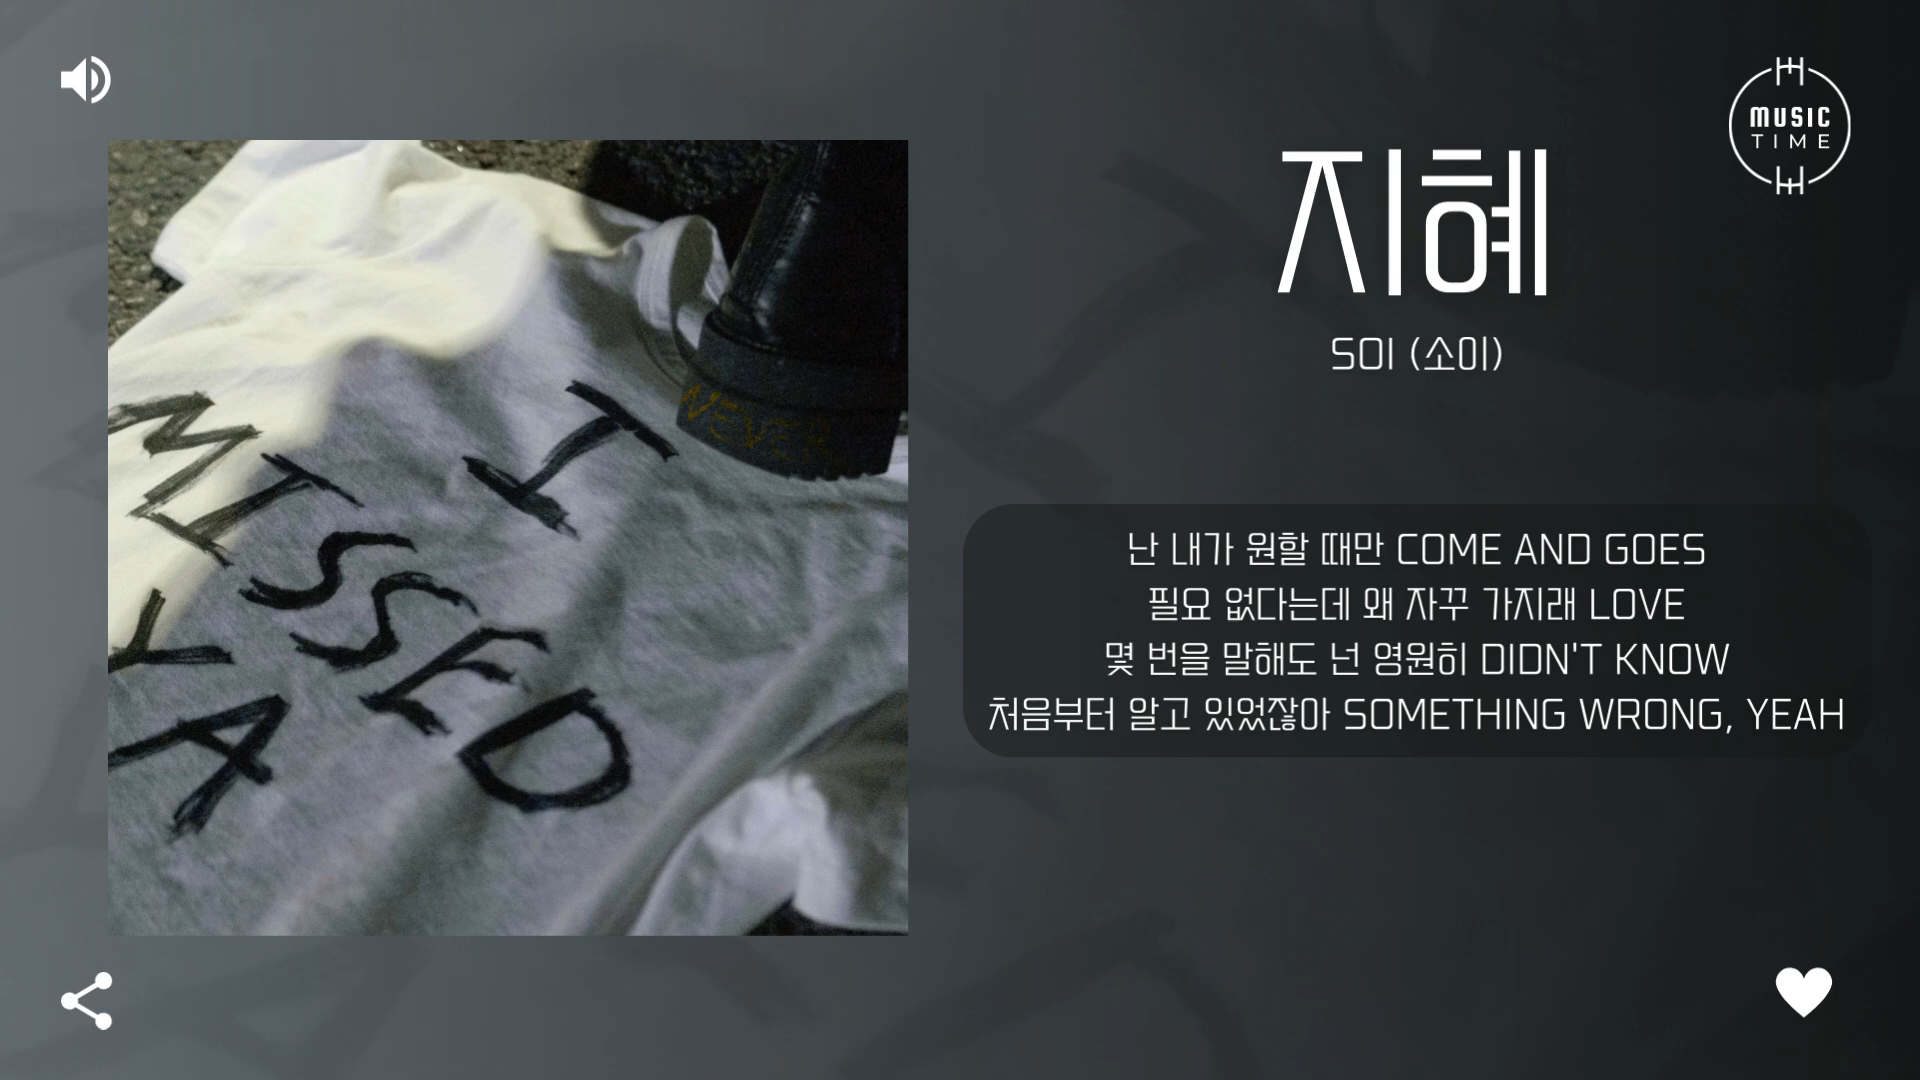 MUSIC
TIME
지혜
SOI (소이)
NEVER
I
MISSED
YA
난 내가 원할 때만 COME AND GOES
필요 없다는데 왜 자꾸 가지래 LOVE
몇 번을 말해도 넌 영원히 DIDN'T KNOW
처음부터 알고 있었잖아 SOMETHING WRONG, YEAH